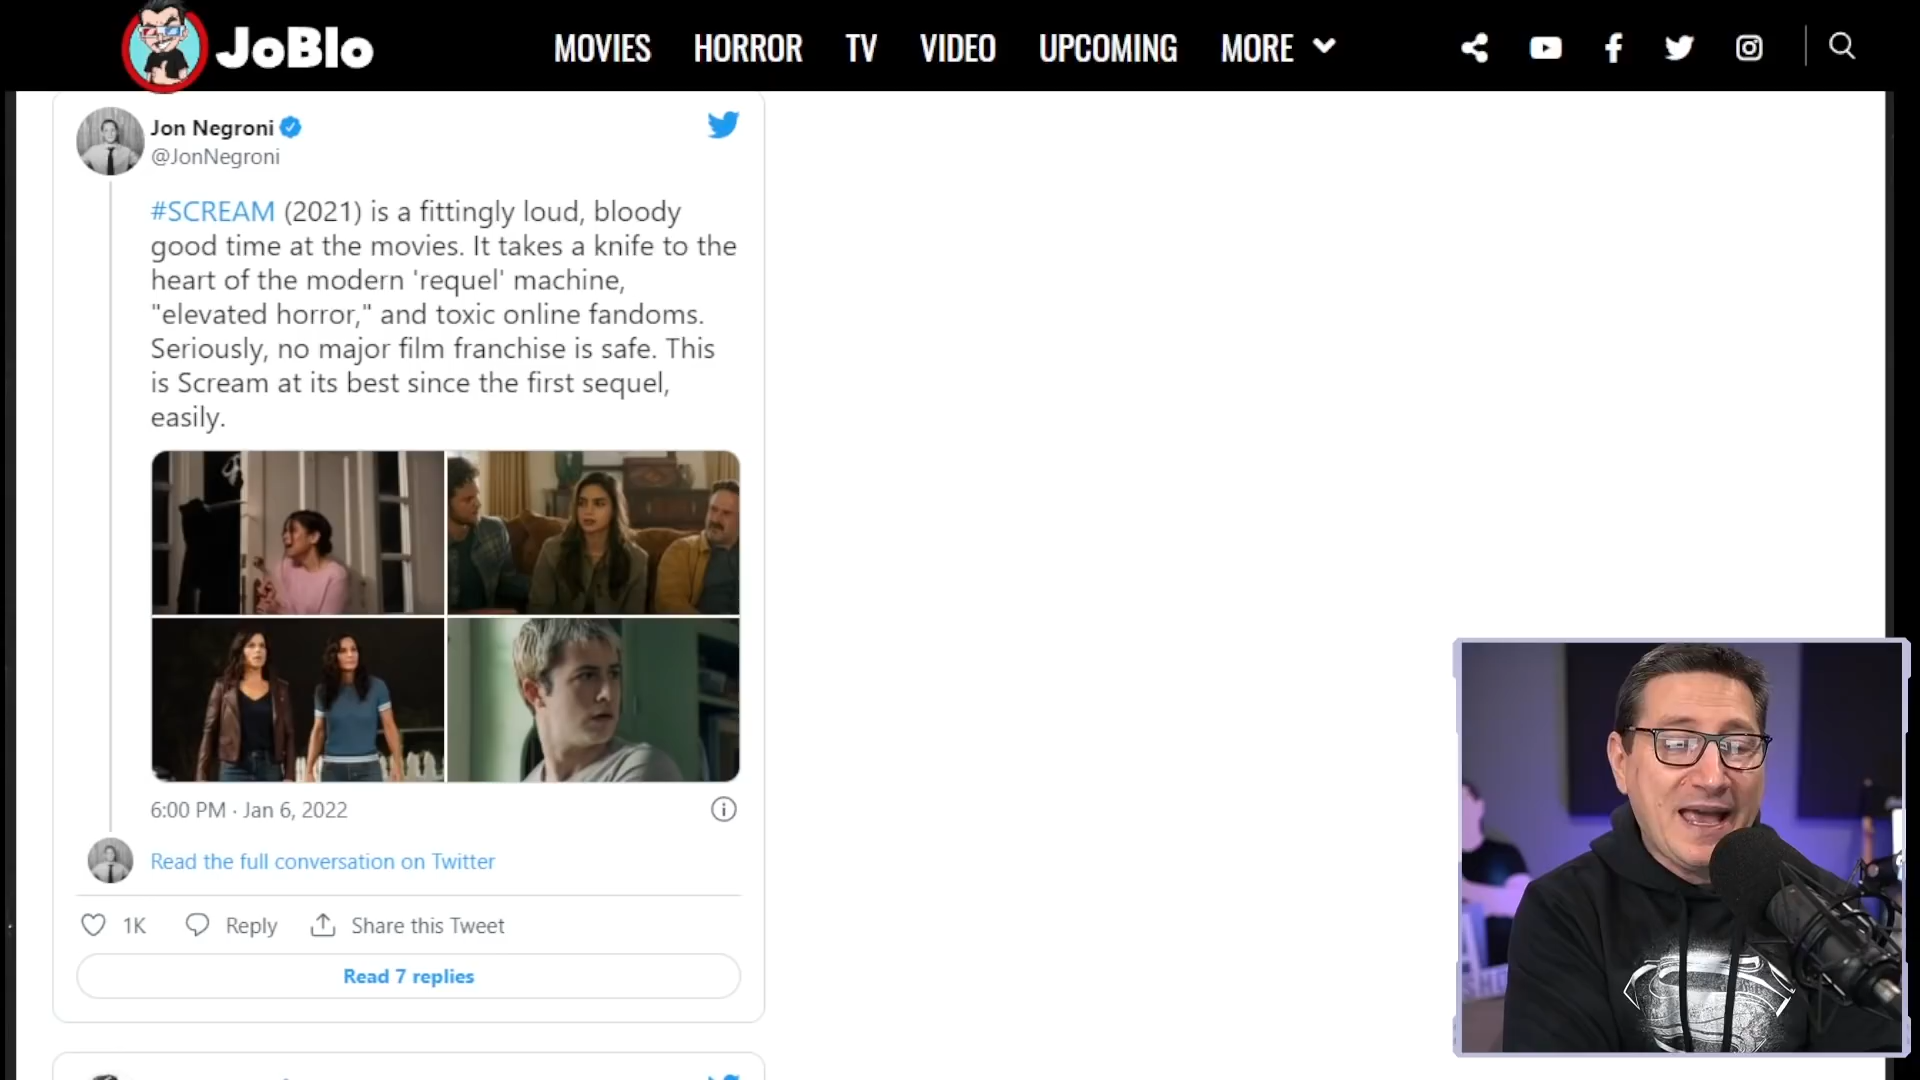 JoBlo
MOVIES HORROR TV VIDEO UPCOMING MORE
Jon Negroni
@JonNegroni
#SCREAM (2021) is a fittingly loud, bloody
good time at the movies. It takes a knife to the
heart of the modern 'requel' machine,
"elevated horror," and toxic online fandoms.
Seriously, no major film franchise is safe. This
is Scream at its best since the first sequel,
easily.
6:00 PM · Jan 6, 2022
Read the full conversation on Twitter
1K Reply Share this Tweet
Read 7 replies